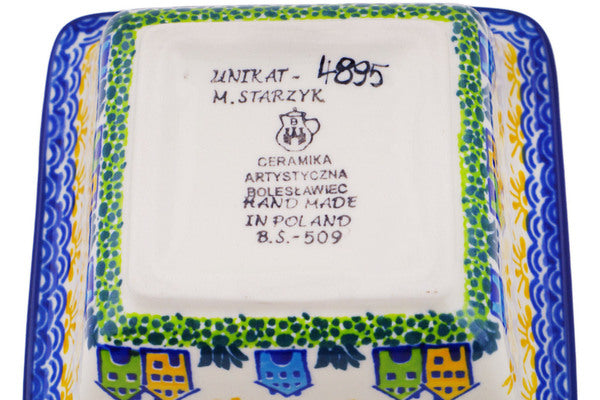 UNIKAT - 4895
M. STARZYK
B
CERAMIKA
ARTYSTYCZNA
BOLESŁAWIEC
HAND MADE
IN POLAND
B.S.-509